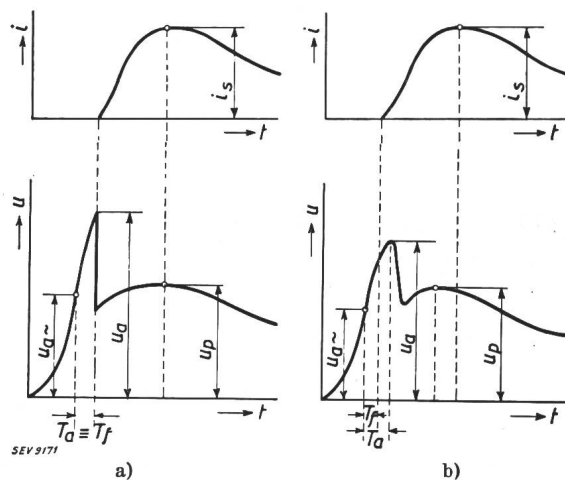 i
i_s
t
i
i_s
t
u
u_a~
u_a
u_p
t
T_a ≡ T_f
u
u_a~
u_a
u_p
t
T_f
T_a
SEV 9171
a)
b)